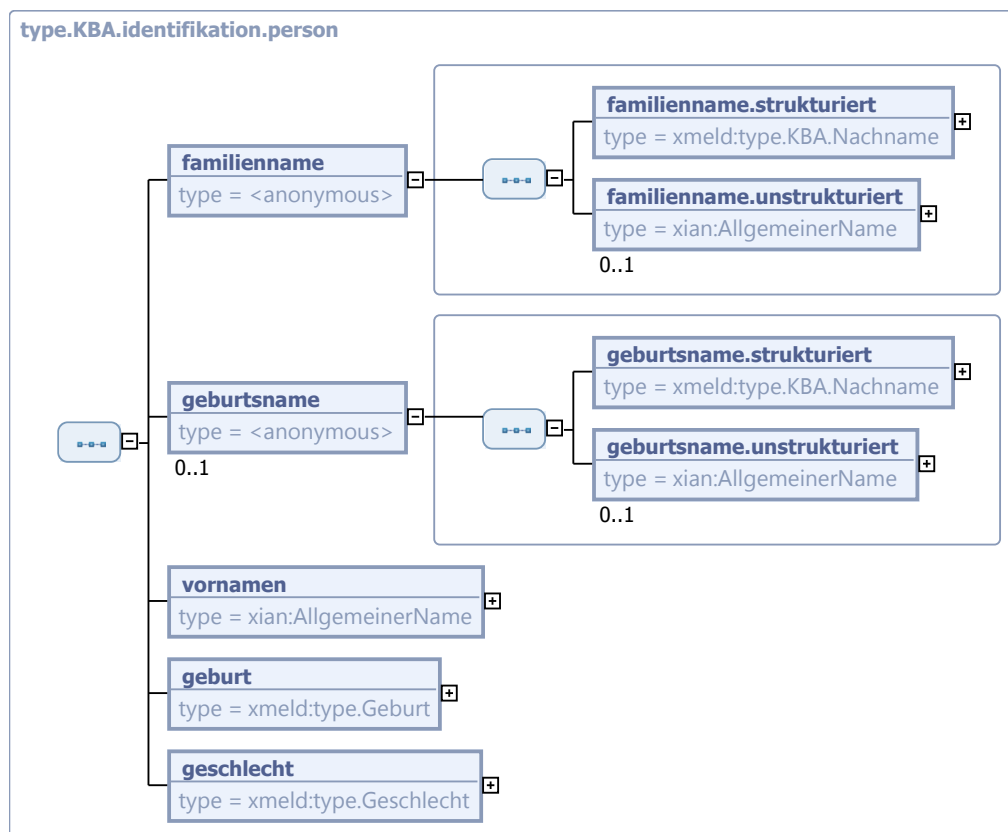 type.KBA.identifikation.person
familienname
type = <anonymous>
familienname.strukturiert
type = xmeld:type.KBA.Nachname
familienname.unstrukturiert
type = xian:AllgemeinerName
0..1
geburtsname
type = <anonymous>
0..1
geburtsname.strukturiert
type = xmeld:type.KBA.Nachname
geburtsname.unstrukturiert
type = xian:AllgemeinerName
0..1
vornamen
type = xian:AllgemeinerName
geburt
type = xmeld:type.Geburt
geschlecht
type = xmeld:type.Geschlecht